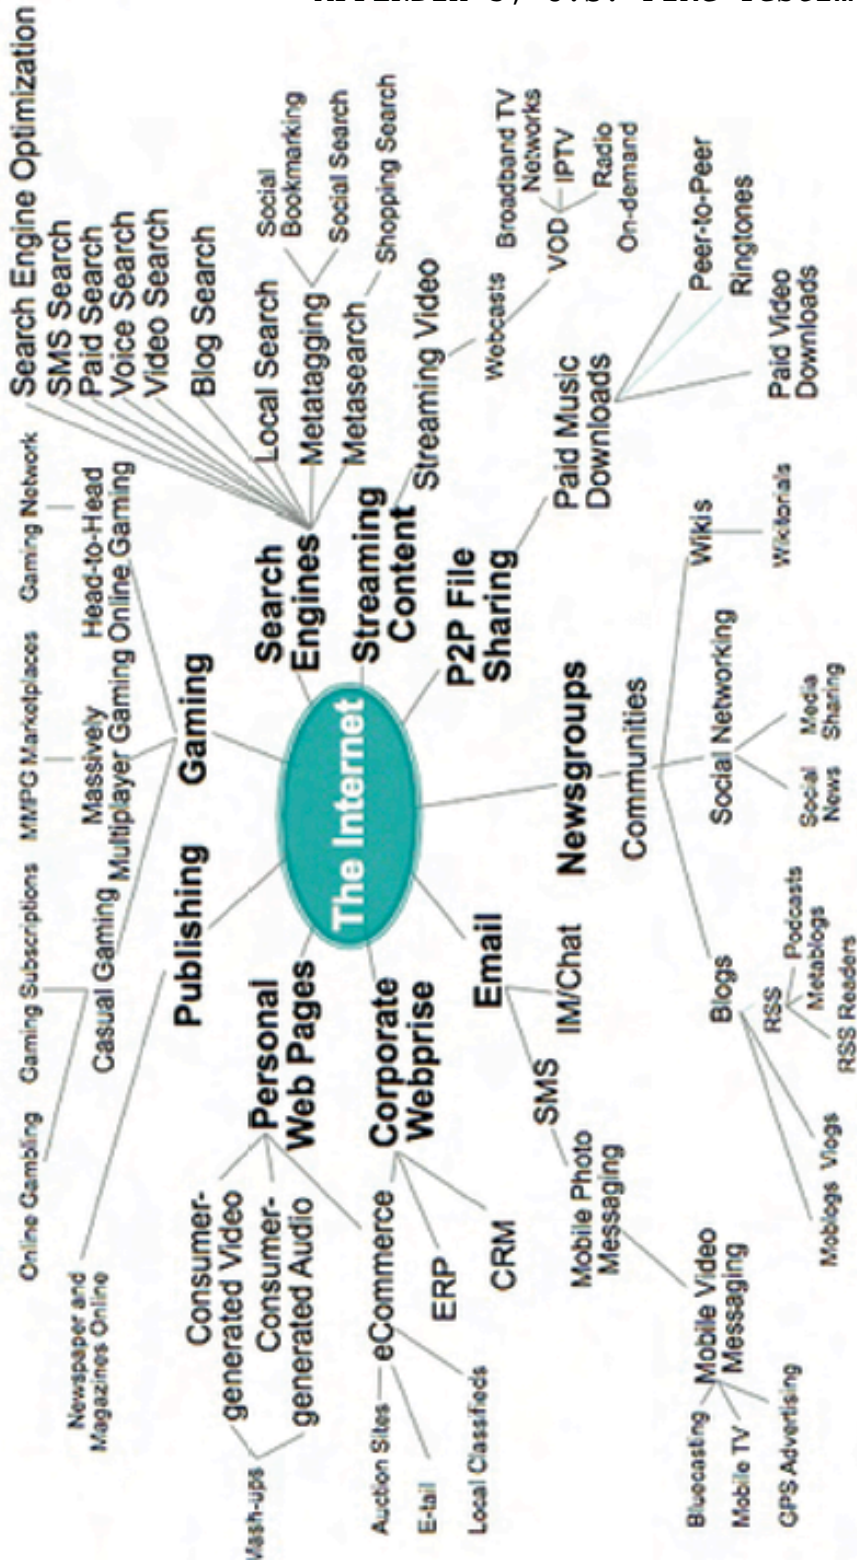 Search Engine Optimization
SMS Search
Paid Search
Voice Search
Video Search
Blog Search
Local Search
Metatagging
Social
Bookmarking
Social Search
Metasearch
Shopping Search
Search
Engines
Streaming
Content
Streaming Video
Webcasts
VOD
Broadband TV
Networks
IPTV
Radio
On-demand
P2P File
Sharing
Paid Music
Downloads
Peer-to-Peer
Ringtones
Paid Video
Downloads
Gaming Network
Head-to-Head
Online Gaming
MMPC Marketplaces
Massively
Multiplayer Gaming
Gaming Subscriptions
Casual Gaming
Online Gambling
Gaming
Publishing
Newspaper and
Magazines Online
The Internet
Personal
Web Pages
Consumer-
generated Video
Consumer-
generated Audio
Mash-ups
Corporate
Webprise
eCommerce
Auction Sites
E-tail
Local Classifieds
ERP
CRM
Email
IM/Chat
SMS
Mobile Photo
Messaging
Mobile Video
Messaging
Bluecasting
Mobile TV
GPS Advertising
Newsgroups
Communities
Wikis
Wiktorials
Social Networking
Social
News
Media
Sharing
Blogs
RSS
Podcasts
Metablogs
RSS Readers
Vlogs
Moblogs